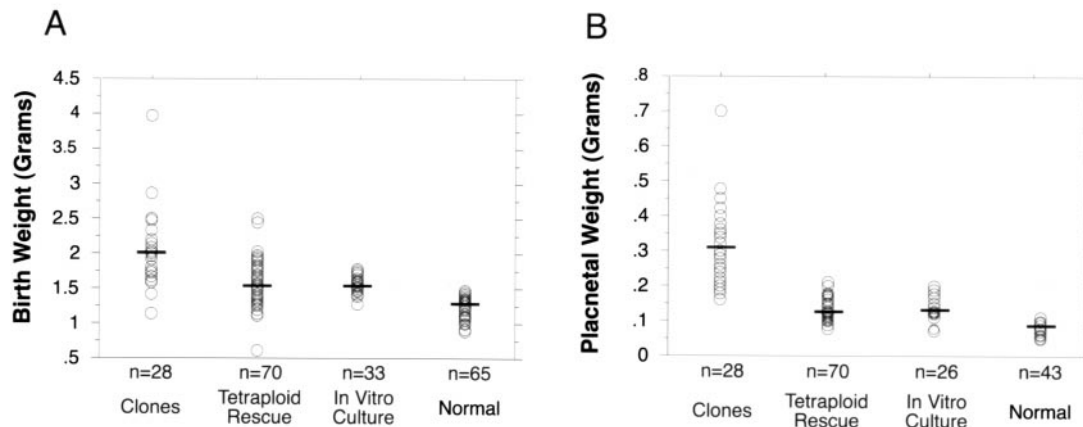 A
Birth Weight (Grams)
4.5
4
3.5
3
2.5
2
1.5
1
.5
n=28
n=70
n=33
n=65
Clones
Tetraploid
Rescue
In Vitro
Culture
Normal
B
Placnetal Weight (Grams)
.8
.7
.6
.5
.4
.3
.2
.1
0
n=28
n=70
n=26
n=43
Clones
Tetraploid
Rescue
In Vitro
Culture
Normal